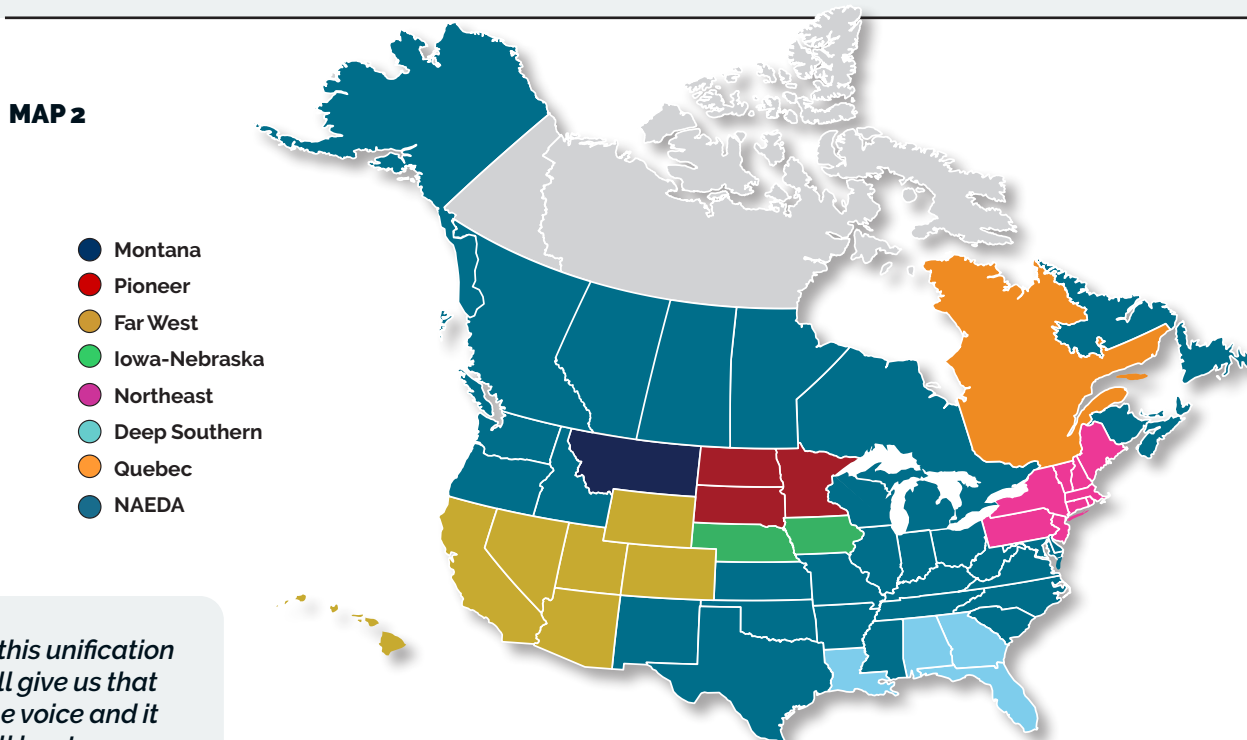 MAP 2
Montana
Pioneer
Far West
Iowa-Nebraska
Northeast
Deep Southern
Quebec
NAEDA
this unification
give us that
voice and it